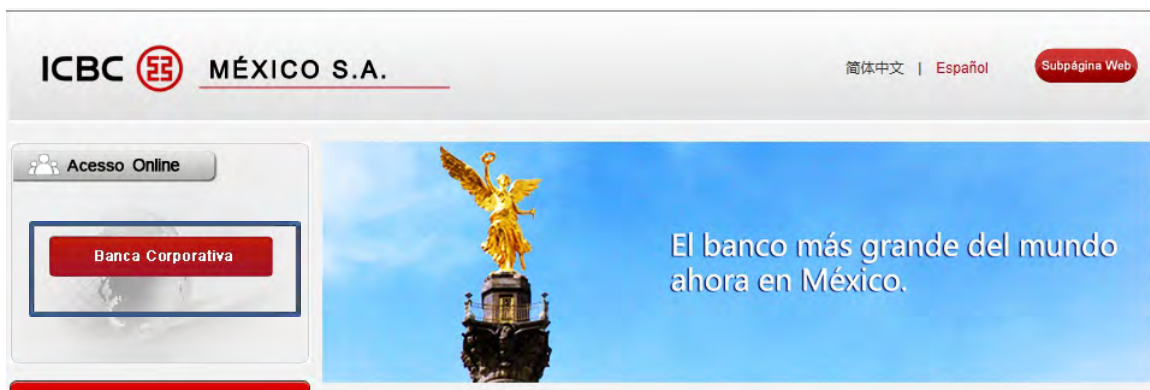 ICBC MÉXICO S.A.
简体中文 | Español
Subpágina Web
Acesso Online
Banca Corporativa
El banco más grande del mundo
ahora en México.